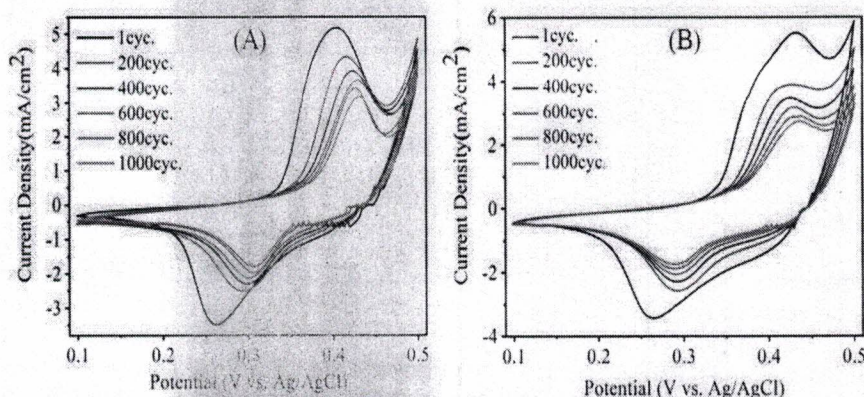 Current Density(mA/cm²)
5
4
3
2
1
0
-1
-2
-3
(A)
1cyc.
200cyc.
400cyc.
600cyc.
800cyc.
1000cyc.
0.1 0.2 0.3 0.4 0.5
Potential (V vs. Ag/AgCl)
Current Density(mA/cm²)
6
4
2
0
-2
-4
(B)
1cyc.
200cyc.
400cyc.
600cyc.
800cyc.
1000cyc.
0.1 0.2 0.3 0.4 0.5
Potential (V vs. Ag/AgCl)